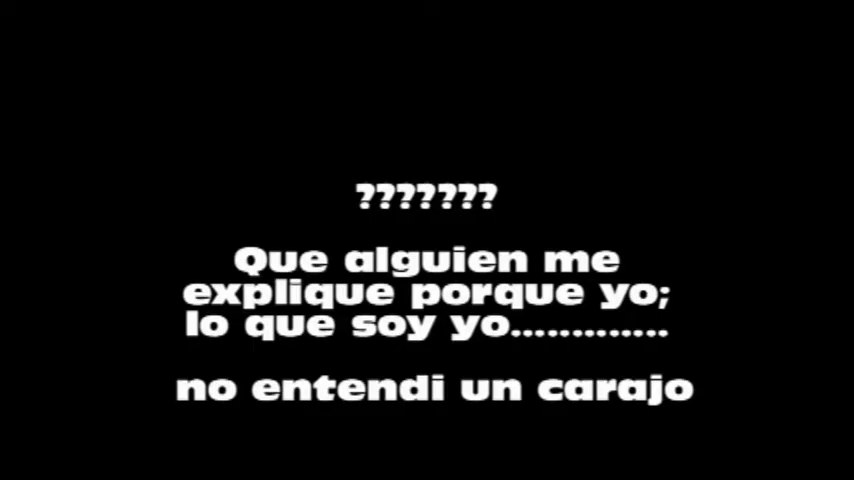 ???????
Que alguien me
explique porque yo;
lo que soy yo.............
no entendi un carajo